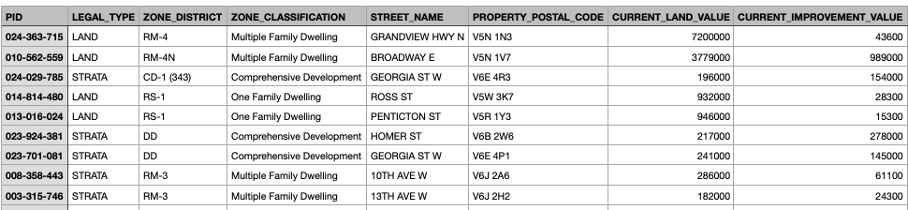 PID LEGAL_TYPE ZONE_DISTRICT ZONE_CLASSIFICATION STREET_NAME PROPERTY_POSTAL_CODE CURRENT_LAND_VALUE CURRENT_IMPROVEMENT_VALUE
024-363-715 LAND RM-4 Multiple Family Dwelling GRANDVIEW HWY N V5N 1N3 7200000 43600
010-562-559 LAND RM-4N Multiple Family Dwelling BROADWAY E V5N 1V7 3779000 989000
024-029-785 STRATA CD-1 (343) Comprehensive Development GEORGIA ST W V6E 4R3 196000 154000
014-814-480 LAND RS-1 One Family Dwelling ROSS ST V5W 3K7 932000 28300
013-016-024 LAND RS-1 One Family Dwelling PENTICTON ST V5R 1Y3 946000 15300
023-924-381 STRATA DD Comprehensive Development HOMER ST V6B 2W6 217000 278000
023-701-081 STRATA DD Comprehensive Development GEORGIA ST W V6E 4P1 241000 145000
008-358-443 STRATA RM-3 Multiple Family Dwelling 10TH AVE W V6J 2A6 286000 61100
003-315-746 STRATA RM-3 Multiple Family Dwelling 13TH AVE W V6J 2H2 182000 24300